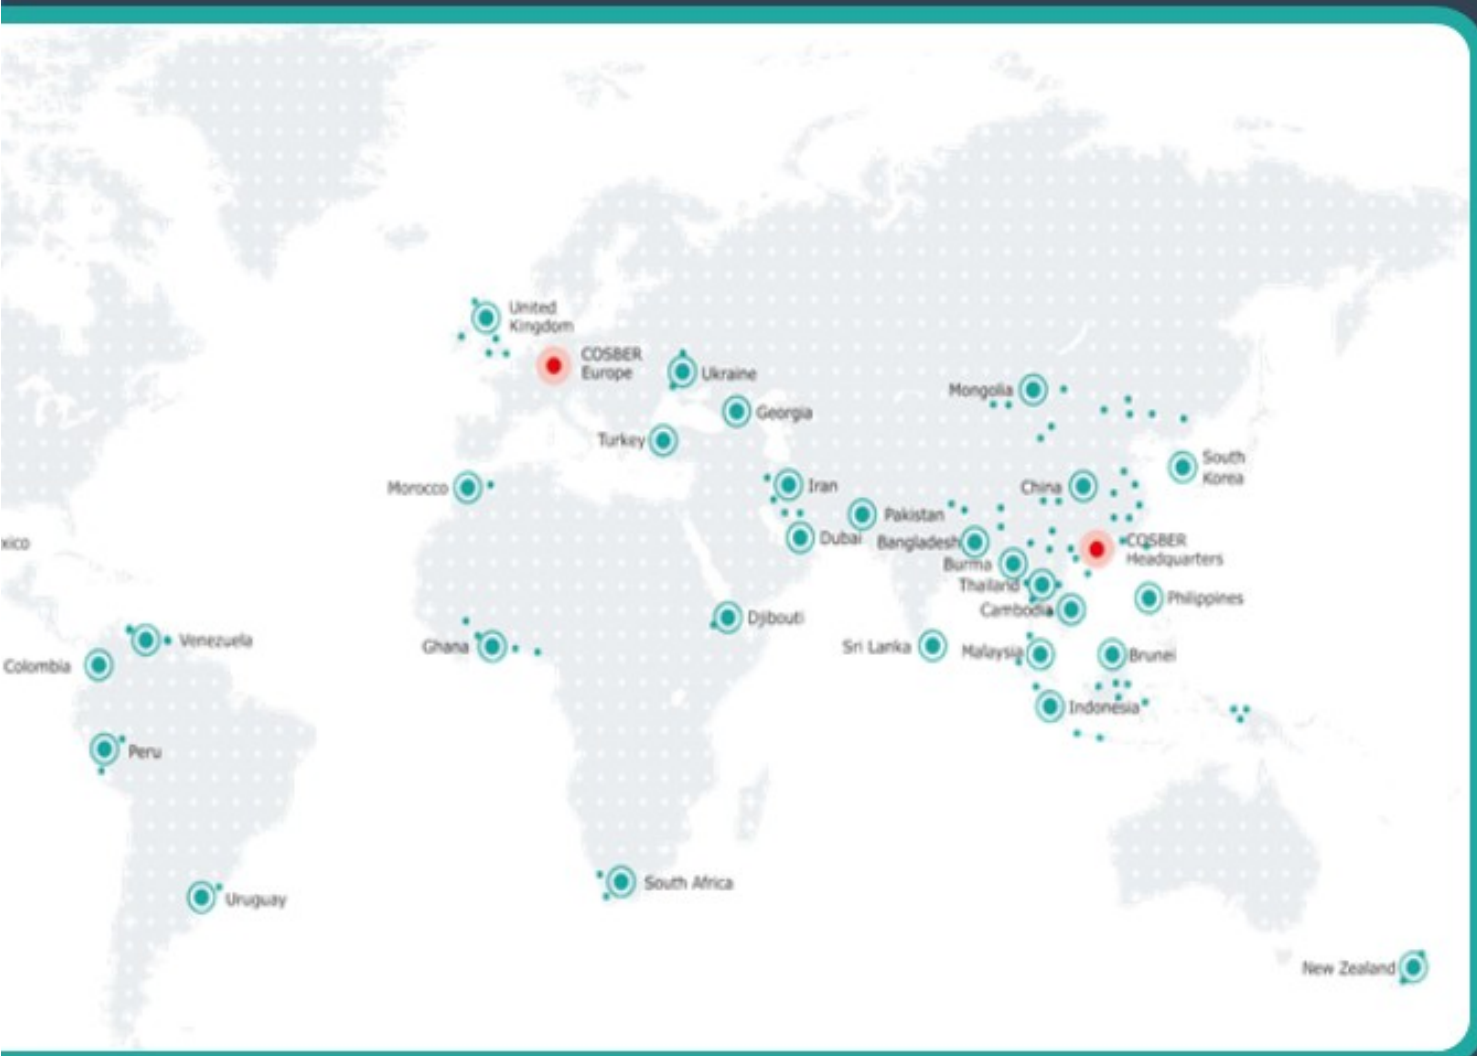 United
Kingdom
COSBER
Europe
Ukraine
Mongolia
Georgia
Turkey
South
Korea
Morocco
Iran
China
Pakistan
xico
Dubai
Bangladesh
COSBER
Headquarters
Burma
Thailand
Cambodia
Philippines
Djibouti
Venezuela
Ghana
Sri Lanka
Malaysia
Brunei
Colombia
Indonesia
Peru
South Africa
Uruguay
New Zealand